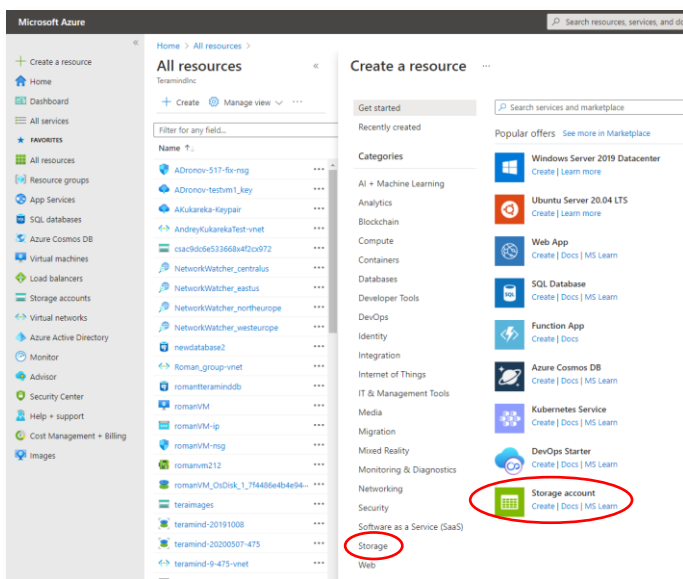 Microsoft Azure
Search resources, services, and do
Create a resource
Home
Dashboard
All services
FAVORITES
All resources
Resource groups
App Services
SQL databases
Azure Cosmos DB
Virtual machines
Load balancers
Storage accounts
Virtual networks
Azure Active Directory
Monitor
Advisor
Security Center
Help + support
Cost Management + Billing
Images
Home > All resources >
All resources
TeramindInc
Create Manage view
Filter for any field...
Name
ADronov-517-fix-nsg
ADronov-testvm1_key
AKukareka-Keypair
AndreyKukarekaTest-vnet
csac9dc6e533668x4f2cx972
NetworkWatcher_centralus
NetworkWatcher_eastus
NetworkWatcher_northeurope
NetworkWatcher_westeurope
newdatabase2
Roman_group-vnet
romantteraminddb
romanVM
romanVM-ip
romanVM-nsg
romanvm212
romanVM_OsDisk_1_7f4486e4b4e94...
teraimages
teramind-20191008
teramind-20200507-475
teramind-9-475-vnet
Create a resource ...
Get started
Recently created
Categories
AI + Machine Learning
Analytics
Blockchain
Compute
Containers
Databases
Developer Tools
DevOps
Identity
Integration
Internet of Things
IT & Management Tools
Media
Migration
Mixed Reality
Monitoring & Diagnostics
Networking
Security
Software as a Service (SaaS)
Storage
Web
Search services and marketplace
Popular offers See more in Marketplace
Windows Server 2019 Datacenter
Create | Learn more
Ubuntu Server 20.04 LTS
Create | Learn more
Web App
Create | Docs | MS Learn
SQL Database
Create | Docs | MS Learn
Function App
Create | Docs
Azure Cosmos DB
Create | Docs | MS Learn
Kubernetes Service
Create | Docs | MS Learn
DevOps Starter
Create | Docs | MS Learn
Storage account
Create | Docs | MS Learn